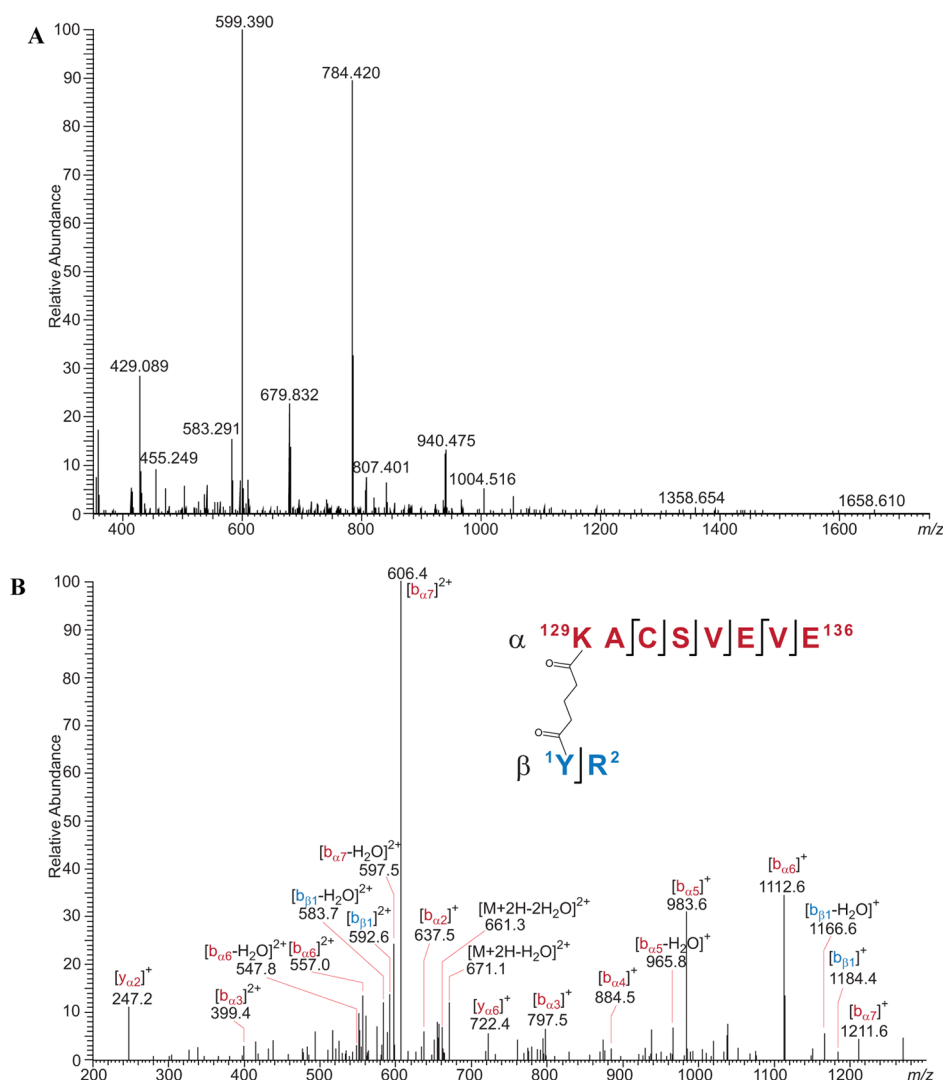 A
Relative Abundance
100
90
80
70
60
50
40
30
20
10
0
599.390
784.420
429.089
679.832
583.291
455.249
940.475
807.401
1004.516
1358.654
1658.610
400
600
800
1000
1200
1400
1600
m/z
B
Relative Abundance
100
90
80
70
60
50
40
30
20
10
0
606.4
[bα7]²⁺
α ¹²⁹K A C S V E V E¹³⁶
O
O
β ¹Y R²
[bα7-H₂O]²⁺
597.5
[bβ1-H₂O]²⁺
583.7
[bβ1]²⁺
592.6
[bα2]⁺
637.5
[M+2H-2H₂O]²⁺
661.3
[bα5]⁺
983.6
[bα6]⁺
1112.6
[bβ1-H₂O]⁺
1166.6
[bα6-H₂O]²⁺
547.8
[bα6]²⁺
557.0
[M+2H-H₂O]²⁺
671.1
[bα5-H₂O]⁺
965.8
[bβ1]⁺
1184.4
[yα2]⁺
247.2
[bα3]²⁺
399.4
[yα6]⁺
722.4
[bα3]⁺
797.5
[bα4]⁺
884.5
[bα7]⁺
1211.6
200
300
400
500
600
700
800
900
1000
1100
1200
m/z